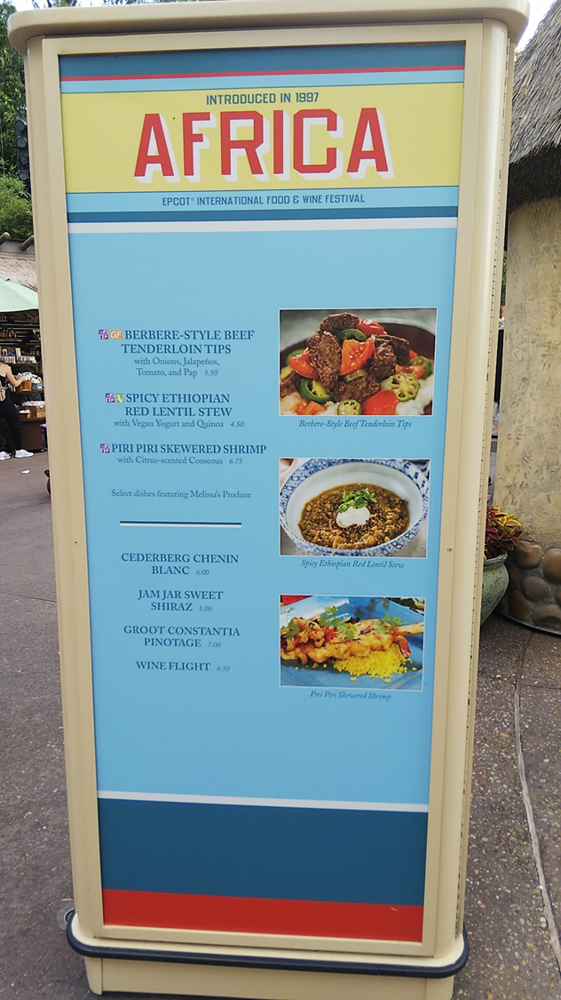 INTRODUCED IN 1997
AFRICA
EPCOT® INTERNATIONAL FOOD & WINE FESTIVAL
GF BERBERE-STYLE BEEF
TENDERLOIN TIPS
with Onions, Jalapeños,
Tomato, and Pap 5.50
V SPICY ETHIOPIAN
RED LENTIL STEW
with Vegan Yogurt and Quinoa 4.50
PIRI PIRI SKEWERED SHRIMP
with Citrus-scented Couscous 6.75
Select dishes featuring Melissa's Produce
CEDERBERG CHENIN
BLANC 6.00
JAM JAR SWEET
SHIRAZ 5.00
GROOT CONSTANTIA
PINOTAGE 7.00
WINE FLIGHT 6.50
Berbere-Style Beef Tenderloin Tips
Spicy Ethiopian Red Lentil Stew
Piri Piri Skewered Shrimp